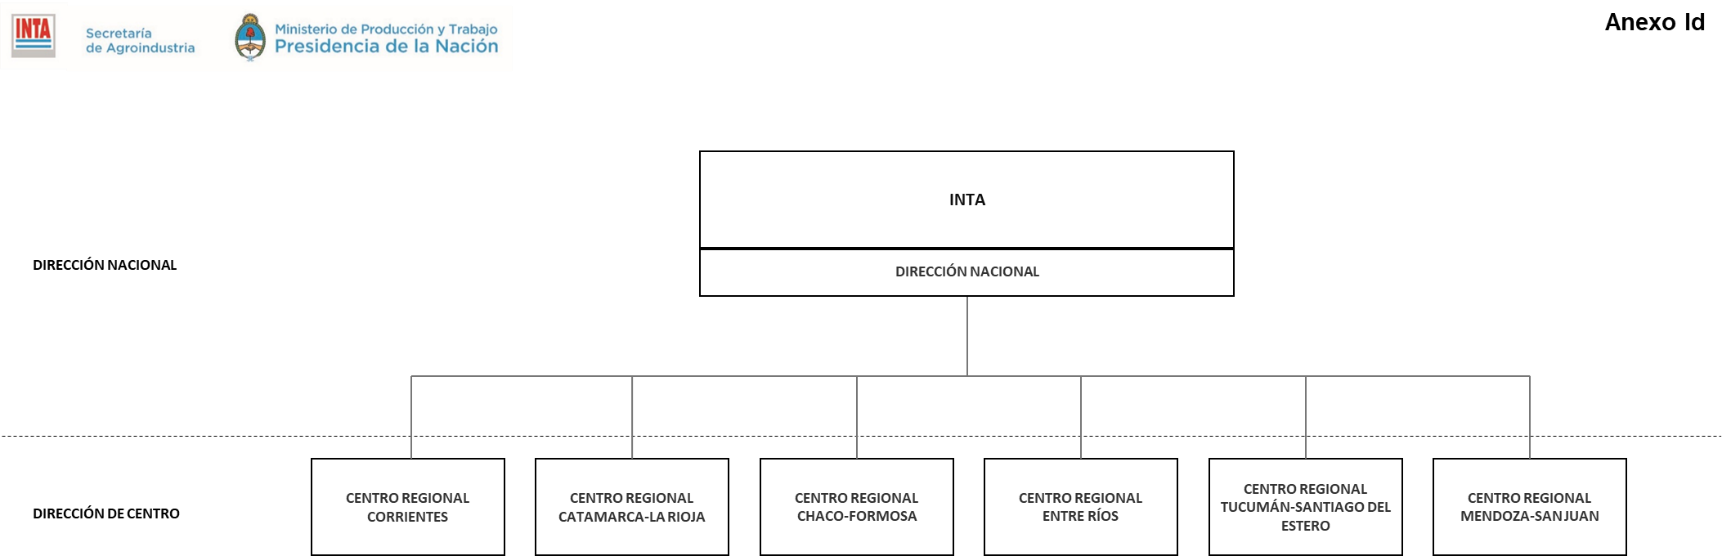 Anexo Id
INTA
Secretaría
de Agroindustria
Ministerio de Producción y Trabajo
Presidencia de la Nación
INTA
DIRECCIÓN NACIONAL
DIRECCIÓN NACIONAL
DIRECCIÓN DE CENTRO
CENTRO REGIONAL
CORRIENTES
CENTRO REGIONAL
CATAMARCA-LA RIOJA
CENTRO REGIONAL
CHACO-FORMOSA
CENTRO REGIONAL
ENTRE RÍOS
CENTRO REGIONAL
TUCUMÁN-SANTIAGO DEL
ESTERO
CENTRO REGIONAL
MENDOZA-SAN JUAN